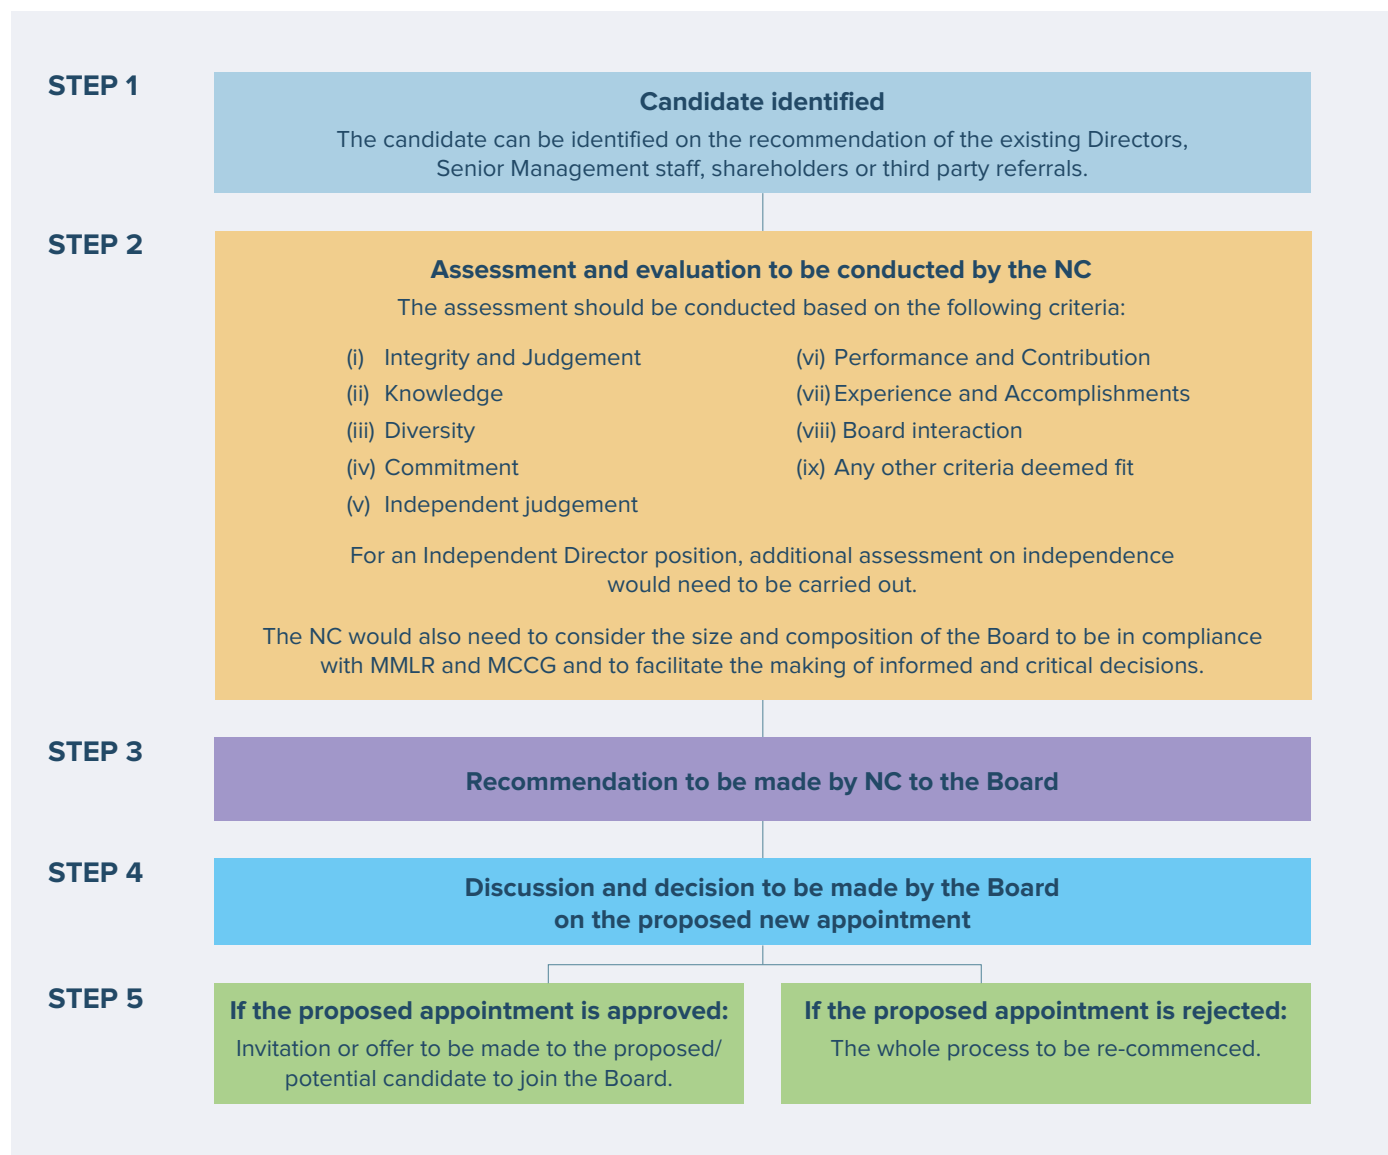 STEP 1
Candidate identified
The candidate can be identified on the recommendation of the existing Directors,
Senior Management staff, shareholders or third party referrals.
STEP 2
Assessment and evaluation to be conducted by the NC
The assessment should be conducted based on the following criteria:
(i) Integrity and Judgement
(ii) Knowledge
(iii) Diversity
(iv) Commitment
(v) Independent judgement
(vi) Performance and Contribution
(vii) Experience and Accomplishments
(viii) Board interaction
(ix) Any other criteria deemed fit
For an Independent Director position, additional assessment on independence
would need to be carried out.
The NC would also need to consider the size and composition of the Board to be in compliance
with MMLR and MCCG and to facilitate the making of informed and critical decisions.
STEP 3
Recommendation to be made by NC to the Board
STEP 4
Discussion and decision to be made by the Board
on the proposed new appointment
STEP 5
If the proposed appointment is approved:
Invitation or offer to be made to the proposed/
potential candidate to join the Board.
If the proposed appointment is rejected:
The whole process to be re-commenced.